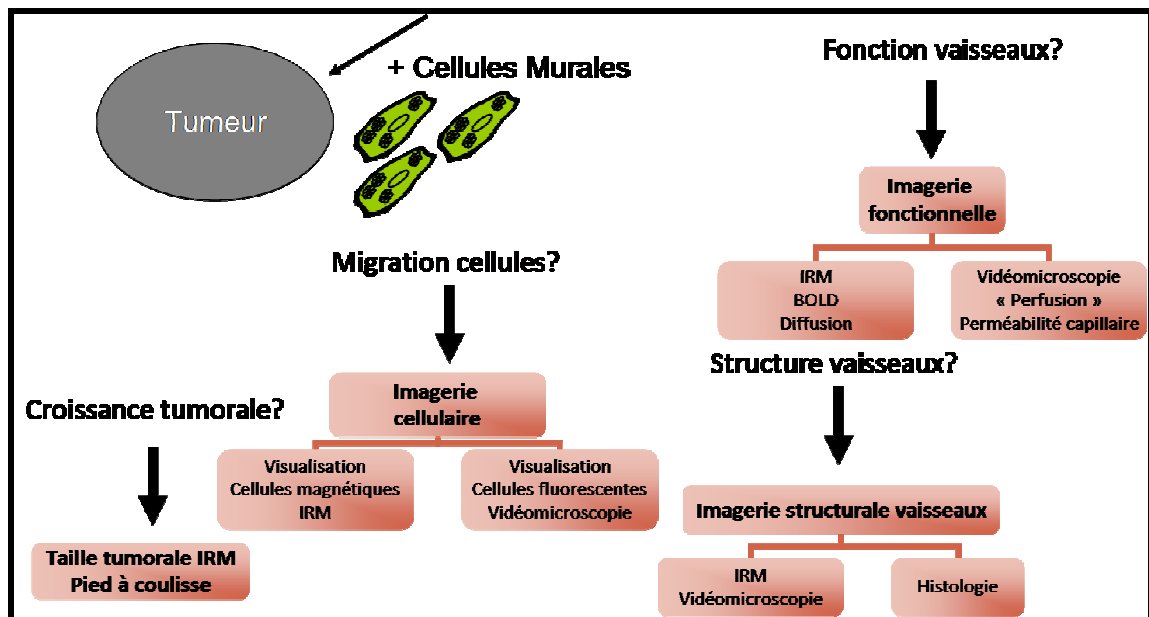 Tumeur
+ Cellules Murales
Migration cellules?
Imagerie
cellulaire
Visualisation
Cellules magnétiques
IRM
Visualisation
Cellules fluorescentes
Vidéomicroscopie
Croissance tumorale?
Taille tumorale IRM
Pied à coulisse
Fonction vaisseaux?
Imagerie
fonctionnelle
IRM
BOLD
Diffusion
Vidéomicroscopie
« Perfusion »
Perméabilité capillaire
Structure vaisseaux?
Imagerie structurale vaisseaux
IRM
Vidéomicroscopie
Histologie